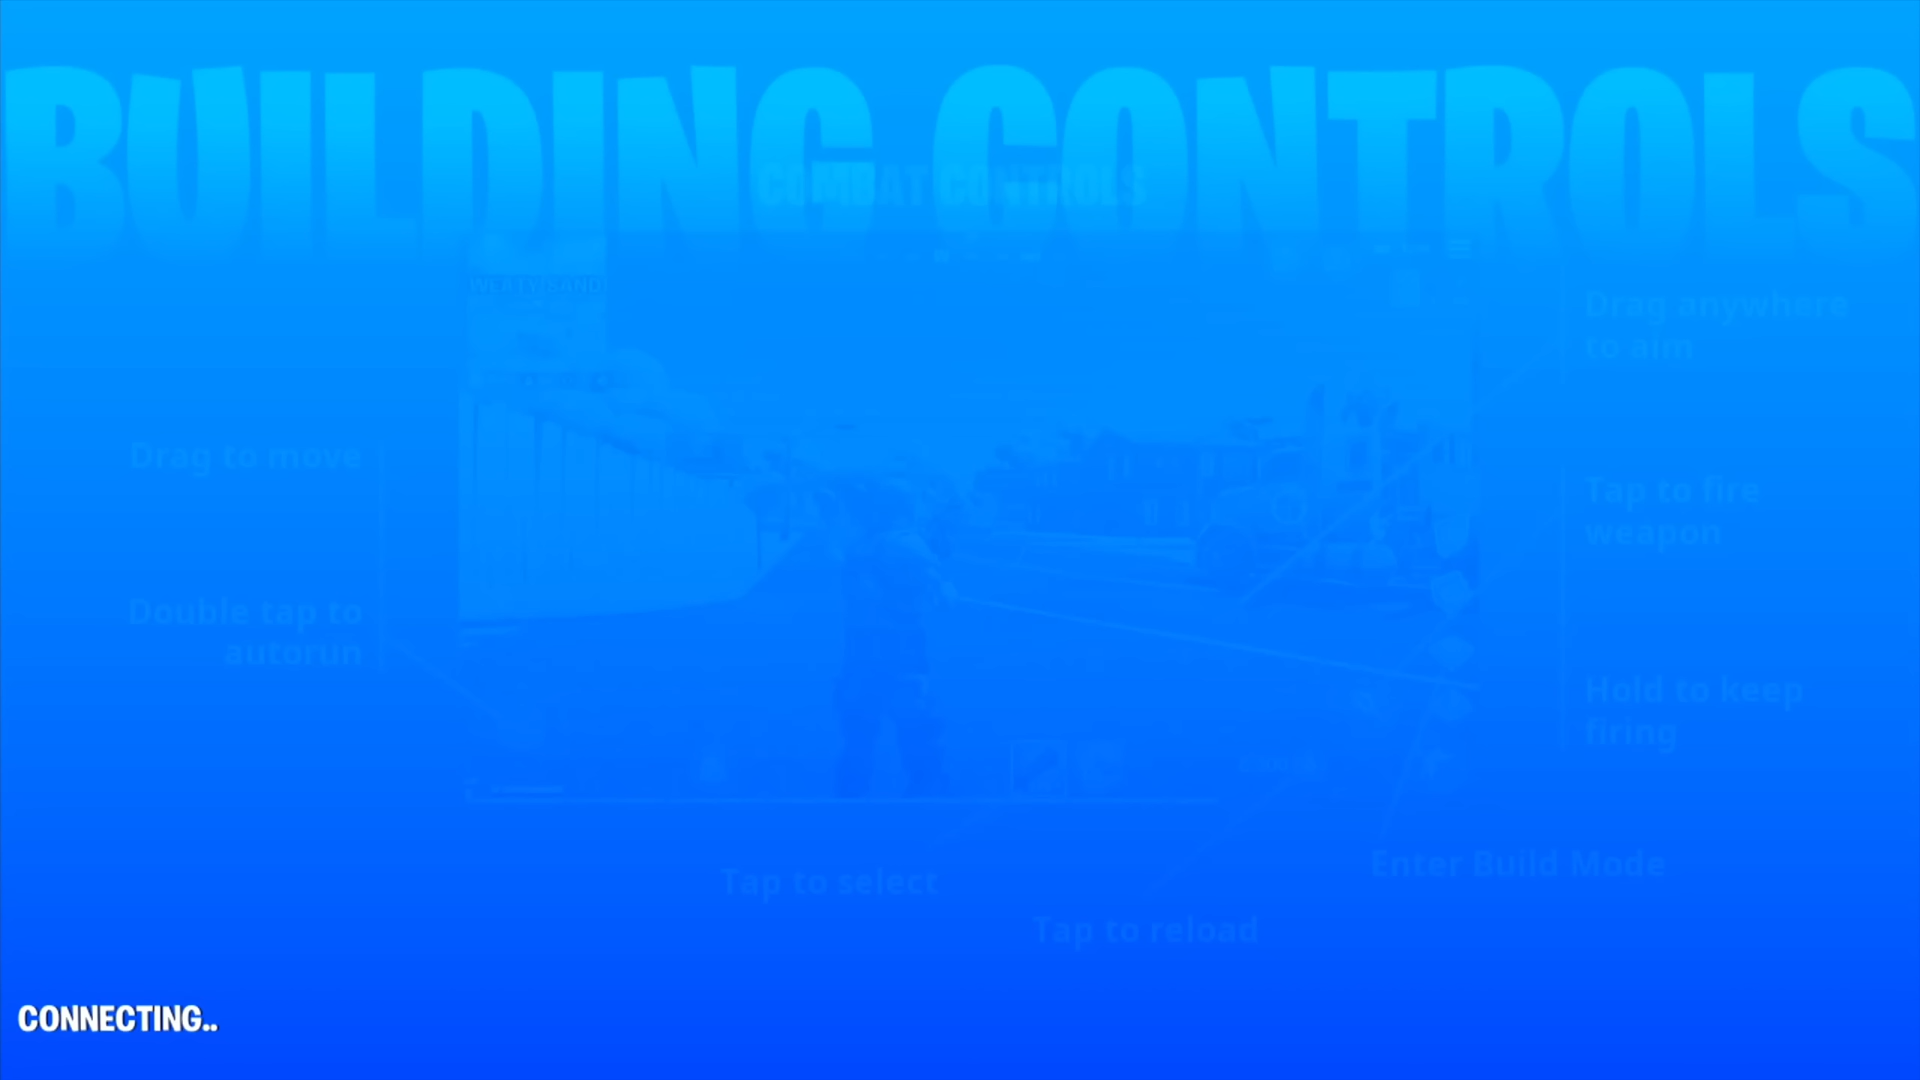 BUILDING CONTROLS
COMBAT CONTROLS
Drag anywhere
to aim
Drag to move
Tap to fire
weapon
Double tap to
autorun
Hold to keep
firing
Enter Build Mode
Tap to select
Tap to reload
CONNECTING..